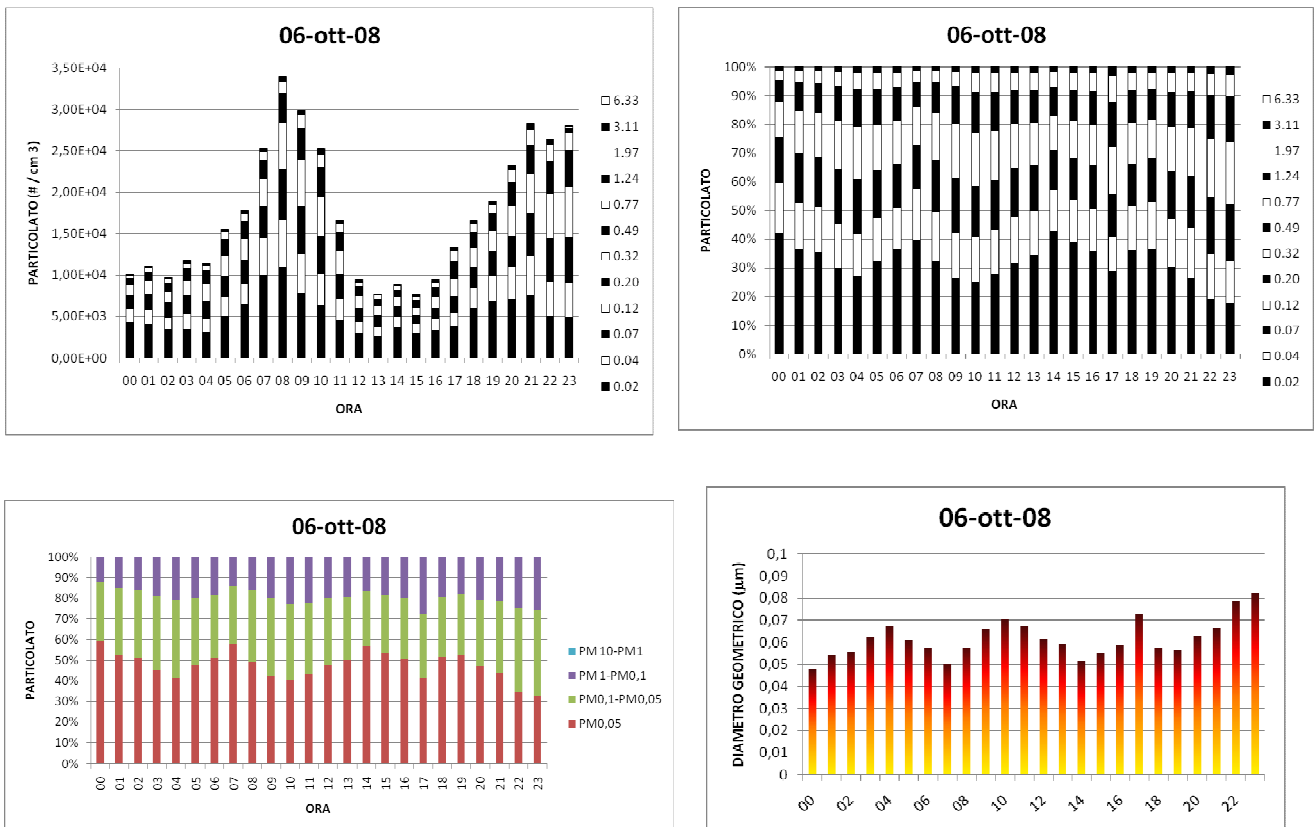 06-ott-08
PARTICOLATO (# / cm 3)
3,50E+04
3,00E+04
2,50E+04
2,00E+04
1,50E+04
1,00E+04
5,00E+03
0,00E+00
00 01 02 03 04 05 06 07 08 09 10 11 12 13 14 15 16 17 18 19 20 21 22 23
ORA
6.33
3.11
1.97
1.24
0.77
0.49
0.32
0.20
0.12
0.07
0.04
0.02
06-ott-08
PARTICOLATO
100%
90%
80%
70%
60%
50%
40%
30%
20%
10%
0%
00 01 02 03 04 05 06 07 08 09 10 11 12 13 14 15 16 17 18 19 20 21 22 23
ORA
6.33
3.11
1.97
1.24
0.77
0.49
0.32
0.20
0.12
0.07
0.04
0.02
06-ott-08
PARTICOLATO
100%
90%
80%
70%
60%
50%
40%
30%
20%
10%
0%
00 01 02 03 04 05 06 07 08 09 10 11 12 13 14 15 16 17 18 19 20 21 22 23
ORA
PM10-PM1
PM1-PM0,1
PM0,1-PM0,05
PM0,05
06-ott-08
DIAMETRO GEOMETRICO (µm)
0,1
0,09
0,08
0,07
0,06
0,05
0,04
0,03
0,02
0,01
0
00 02 04 06 08 10 12 14 16 18 20 22